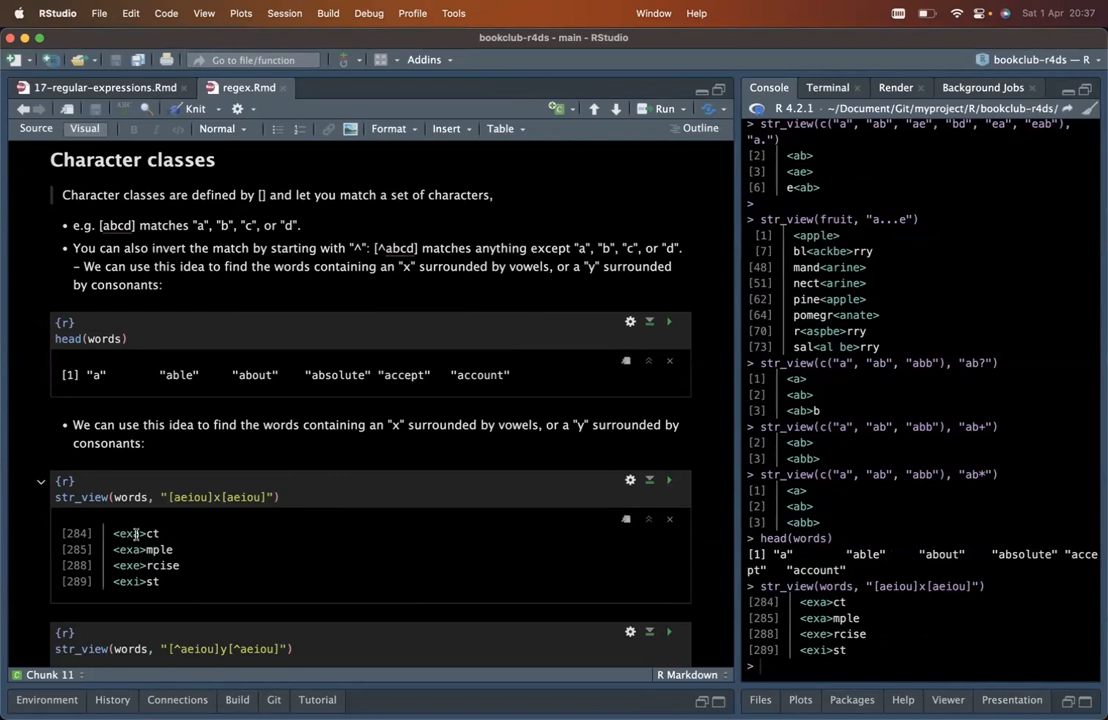 RStudio File Edit Code View Plots Session Build Debug Profile Tools Window Help Sat 1 Apr 20:37
bookclub-r4ds - main - RStudio
Go to file/function Addins bookclub-r4ds — R
17-regular-expressions.Rmd regex.Rmd
Knit Run
Source Visual B I </> Normal Format Insert Table Outline
Character classes
Character classes are defined by [] and let you match a set of characters,
• e.g. [abcd] matches "a", "b", "c", or "d".
• You can also invert the match by starting with "^": [^abcd] matches anything except "a", "b", "c", or "d".
– We can use this idea to find the words containing an "x" surrounded by vowels, or a "y" surrounded
by consonants:
{r}
head(words)
[1] "a" "able" "about" "absolute" "accept" "account"
• We can use this idea to find the words containing an "x" surrounded by vowels, or a "y" surrounded by
consonants:
{r}
str_view(words, "[aeiou]x[aeiou]")
[284] │ <exa>ct
[285] │ <exa>mple
[288] │ <exe>rcise
[289] │ <exi>st
{r}
str_view(words, "[^aeiou]y[^aeiou]")
Chunk 11 R Markdown
Environment History Connections Build Git Tutorial
Console Terminal Render Background Jobs
R 4.2.1 · ~/Document/Git/myproject/R/bookclub-r4ds/
> str_view(c("a", "ab", "ae", "bd", "ea", "eab"),
"a.")
[2] │ <ab>
[3] │ <ae>
[6] │ e<ab>
>
> str_view(fruit, "a...e")
[1] │ <apple>
[7] │ bl<ackbe>rry
[48] │ mand<arine>
[51] │ nect<arine>
[62] │ pine<apple>
[64] │ pomegr<anate>
[70] │ r<aspbe>rry
[73] │ sal<al be>rry
> str_view(c("a", "ab", "abb"), "ab?")
[1] │ <a>
[2] │ <ab>
[3] │ <ab>b
> str_view(c("a", "ab", "abb"), "ab+")
[2] │ <ab>
[3] │ <abb>
> str_view(c("a", "ab", "abb"), "ab*")
[1] │ <a>
[2] │ <ab>
[3] │ <abb>
> head(words)
[1] "a" "able" "about" "absolute" "acce
pt" "account"
> str_view(words, "[aeiou]x[aeiou]")
[284] │ <exa>ct
[285] │ <exa>mple
[288] │ <exe>rcise
[289] │ <exi>st
>
Files Plots Packages Help Viewer Presentation